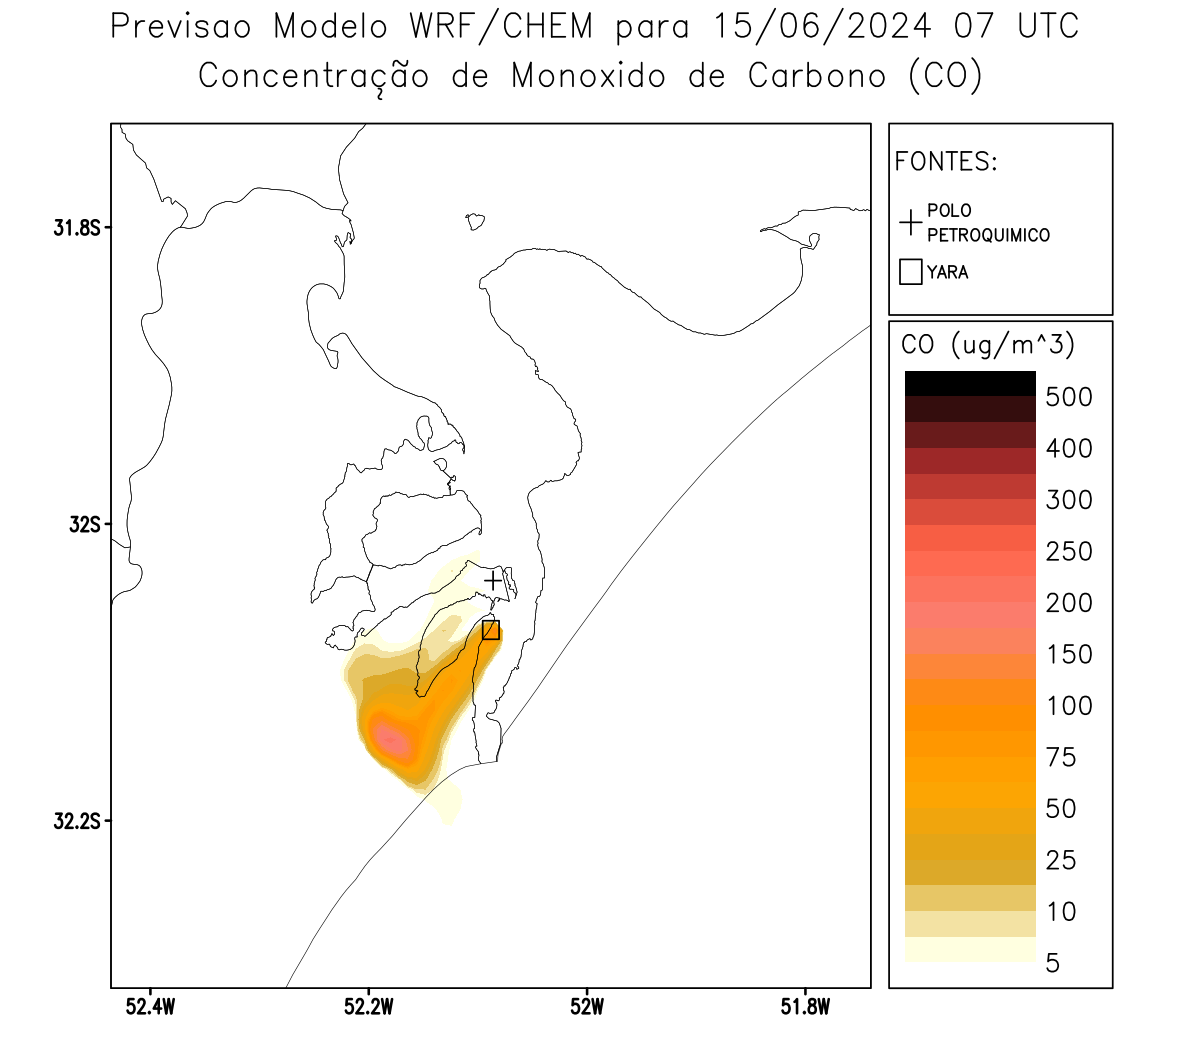 Previsao Modelo WRF/CHEM para 15/06/2024 07 UTC
Concentração de Monoxido de Carbono (CO)
FONTES:
POLO
PETROQUIMICO
YARA
CO (ug/m^3)
500
400
300
250
200
150
100
75
50
25
10
5
31.8S
32S
32.2S
52.4W
52.2W
52W
51.8W